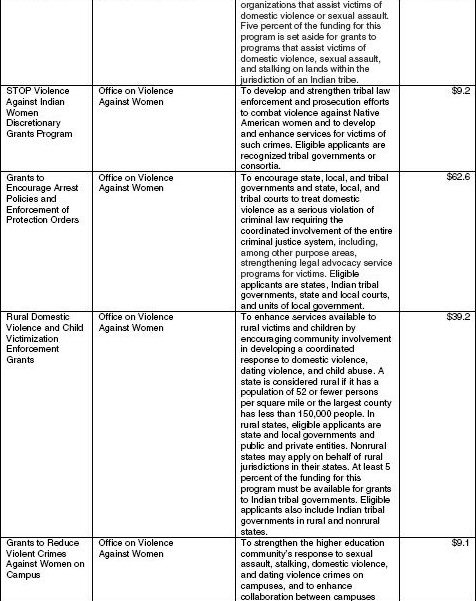 organizations that assist victims of
domestic violence or sexual assault.
Five percent of the funding for this
program is set aside for grants to
programs that assist victims of
domestic violence, sexual assault,
and stalking on lands within the
jurisdiction of an Indian tribe.
STOP Violence
Against Indian
Women
Discretionary
Grants Program
Office on Violence
Against Women
To develop and strengthen tribal law
enforcement and prosecution efforts
to combat violence against Native
American women and to develop
and enhance services for victims of
such crimes. Eligible applicants are
recognized tribal governments or
consortia.
$9.2
Grants to
Encourage Arrest
Policies and
Enforcement of
Protection Orders
Office on Violence
Against Women
To encourage state, local, and tribal
governments and state, local, and
tribal courts to treat domestic
violence as a serious violation of
criminal law requiring the
coordinated involvement of the entire
criminal justice system, including,
among other purpose areas,
strengthening legal advocacy service
programs for victims. Eligible
applicants are states, Indian tribal
governments, state and local courts,
and units of local government.
$62.6
Rural Domestic
Violence and Child
Victimization
Enforcement
Grants
Office on Violence
Against Women
To enhance services available to
rural victims and children by
encouraging community involvement
in developing a coordinated
response to domestic violence,
dating violence, and child abuse. A
state is considered rural if it has a
population of 52 or fewer persons
per square mile or the largest county
has less than 150,000 people. In
rural states, eligible applicants are
state and local governments and
public and private entities. Nonrural
states may apply on behalf of rural
jurisdictions in their states. At least 5
percent of the funding for this
program must be available for grants
to Indian tribal governments. Eligible
applicants also include Indian tribal
governments in rural and nonrural
states.
$39.2
Grants to Reduce
Violent Crimes
Against Women on
Campus
Office on Violence
Against Women
To strengthen the higher education
community's response to sexual
assault, stalking, domestic violence,
and dating violence crimes on
campuses, and to enhance
collaboration between campuses
$9.1